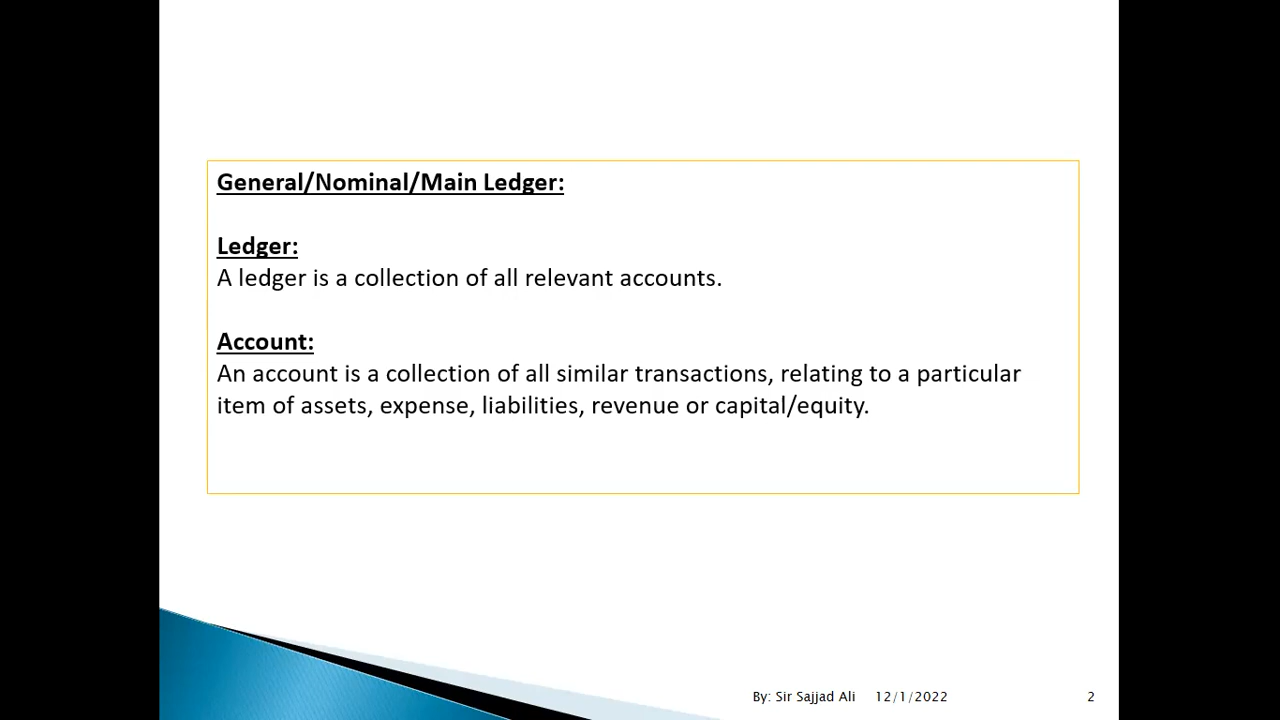 General/Nominal/Main Ledger:
Ledger:
A ledger is a collection of all relevant accounts.
Account:
An account is a collection of all similar transactions, relating to a particular
item of assets, expense, liabilities, revenue or capital/equity.
By: Sir Sajjad Ali 12/1/2022 2